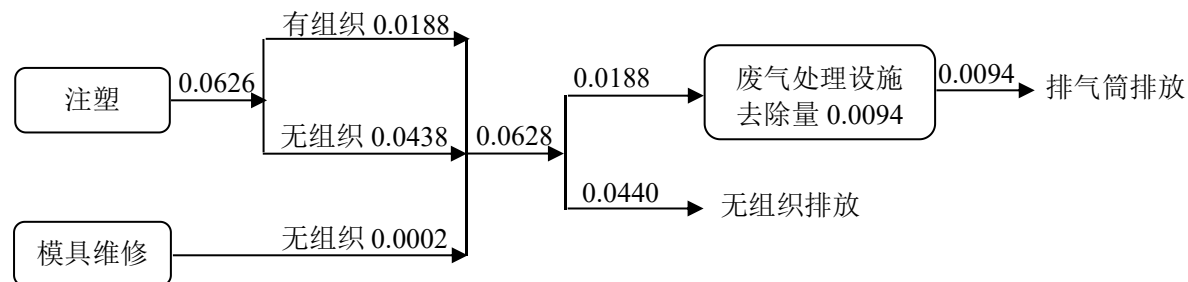 有组织 0.0188
注塑
0.0626
无组织 0.0438
0.0628
0.0188
废气处理设施
去除量 0.0094
0.0094
排气筒排放
0.0440
无组织排放
模具维修
无组织 0.0002